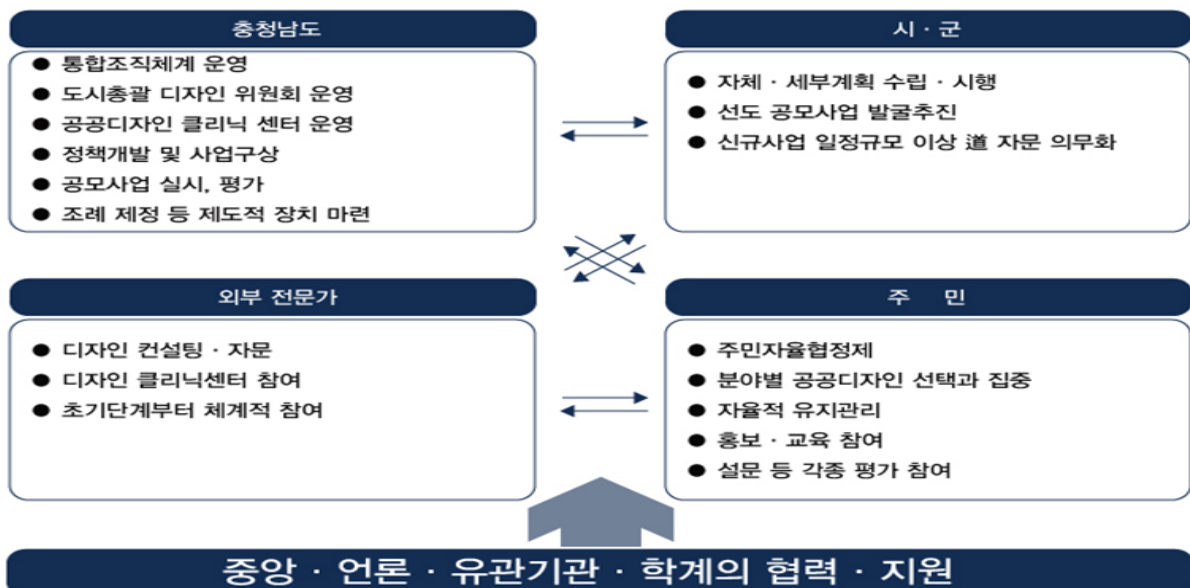 충청남도
● 통합조직체계 운영
● 도시총괄 디자인 위원회 운영
● 공공디자인 클리닉 센터 운영
● 정책개발 및 사업구상
● 공모사업 실시, 평가
● 조례 제정 등 제도적 장치 마련
시 · 군
● 자체 · 세부계획 수립 · 시행
● 선도 공모사업 발굴추진
● 신규사업 일정규모 이상 道 자문 의무화
외부 전문가
● 디자인 컨설팅 · 자문
● 디자인 클리닉센터 참여
● 초기단계부터 체계적 참여
주 민
● 주민자율협정제
● 분야별 공공디자인 선택과 집중
● 자율적 유지관리
● 홍보 · 교육 참여
● 설문 등 각종 평가 참여
중앙 · 언론 · 유관기관 · 학계의 협력 · 지원